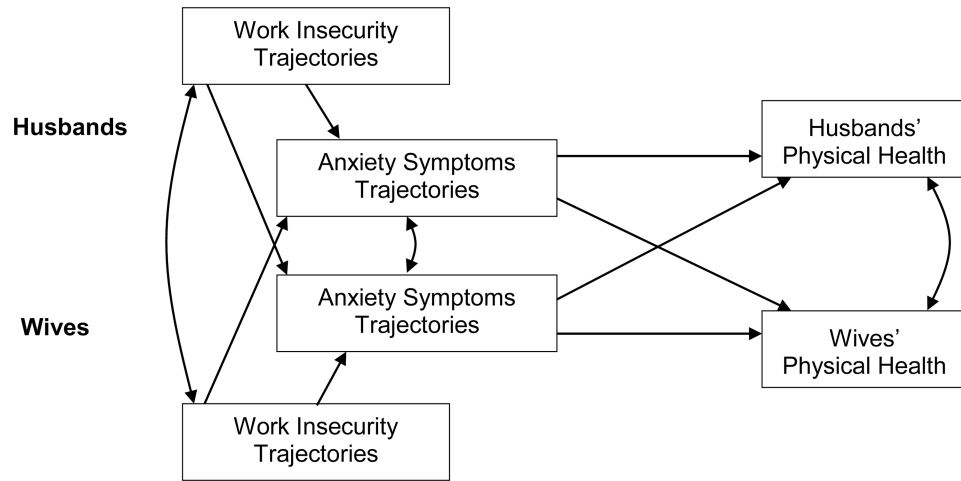 Work Insecurity
Trajectories
Husbands
Husbands’
Physical Health
Anxiety Symptoms
Trajectories
Anxiety Symptoms
Trajectories
Wives
Wives’
Physical Health
Work Insecurity
Trajectories